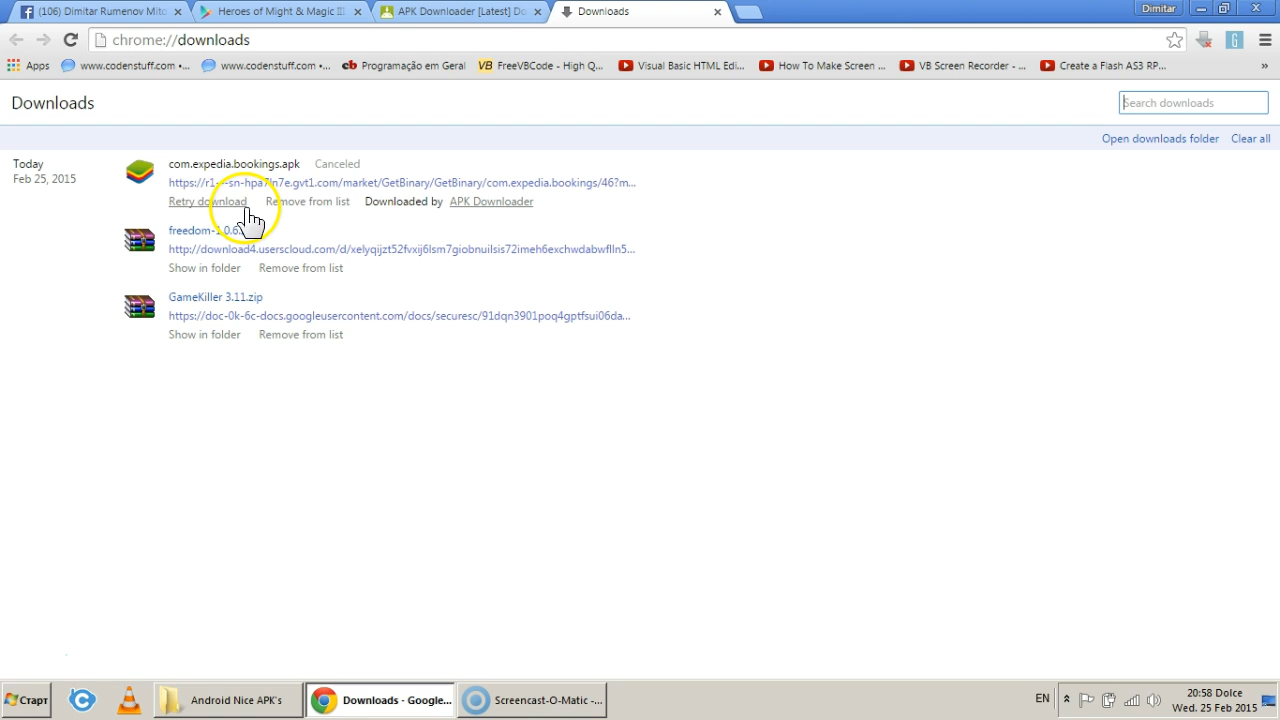 (106) Dimitar Rumenov Mito
Heroes of Might & Magic III
APK Downloader [Latest] Do
Downloads
Dimitar
chrome://downloads
Apps
www.codenstuff.com •...
www.codenstuff.com •...
Programação em Geral
FreeVBCode - High Q...
Visual Basic HTML Edi...
How To Make Screen ...
VB Screen Recorder - ...
Create a Flash AS3 RP...
»
Downloads
Search downloads
Open downloads folder
Clear all
Today
Feb 25, 2015
com.expedia.bookings.apk Canceled
https://r1---sn-hpa7ln7e.gvt1.com/market/GetBinary/GetBinary/com.expedia.bookings/46?m...
Retry download Remove from list Downloaded by APK Downloader
freedom-1.0.6
http://download4.userscloud.com/d/xelyqijzt52fvxij6lsm7giobnuilsis72imeh6exchwdabwflln5...
Show in folder Remove from list
GameKiller 3.11.zip
https://doc-0k-6c-docs.googleusercontent.com/docs/securesc/91dqn3901poq4gptfsui06da...
Show in folder Remove from list
Старт
Android Nice APK's
Downloads - Google...
Screencast-O-Matic -...
EN
20:58 Dolce
Wed. 25 Feb 2015